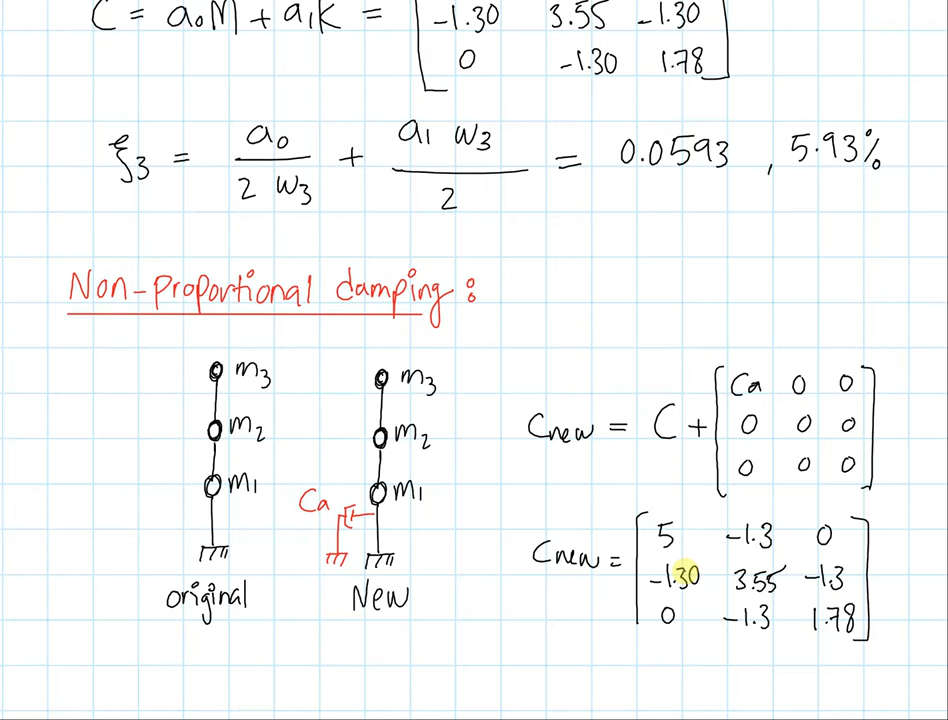 C = a₀M + a₁K = [ -1.30 3.55 -1.30
0 -1.30 1.78 ]
ξ₃ = a₀ / 2 ω₃ + a₁ ω₃ / 2 = 0.0593 , 5.93%
Non-proportional damping:
m₃
m₂
m₁
original
m₃
m₂
m₁
Ca
New
Cnew = C + [ Ca 0 0
0 0 0
0 0 0 ]
Cnew = [ 5 -1.3 0
-1.30 3.55 -1.3
0 -1.3 1.78 ]